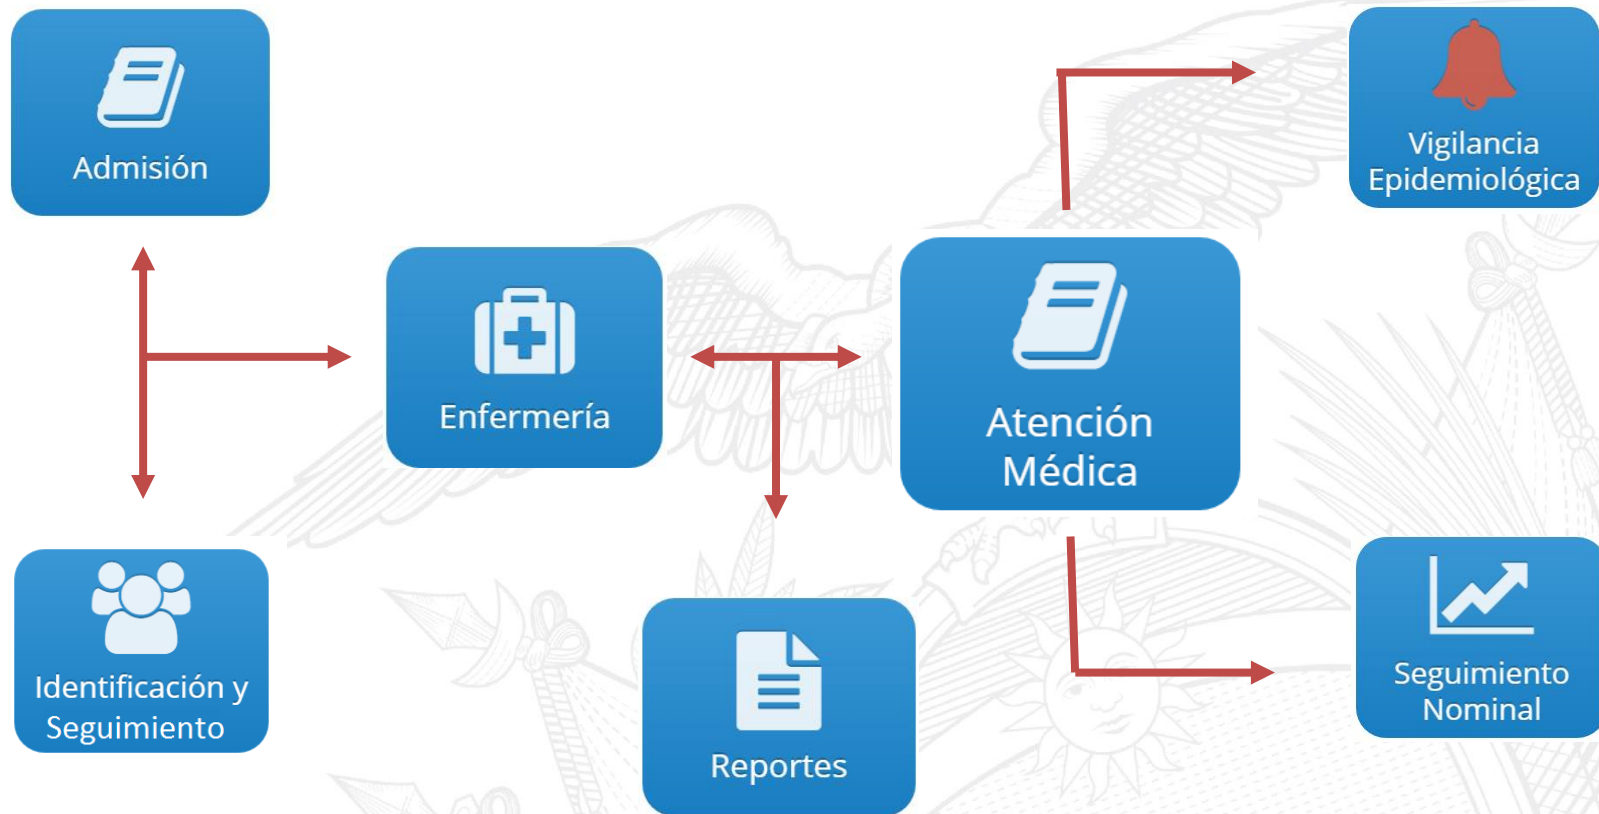 Admisión
Vigilancia
Epidemiológica
Enfermería
Atención
Médica
Identificación y
Seguimiento
Reportes
Seguimiento
Nominal